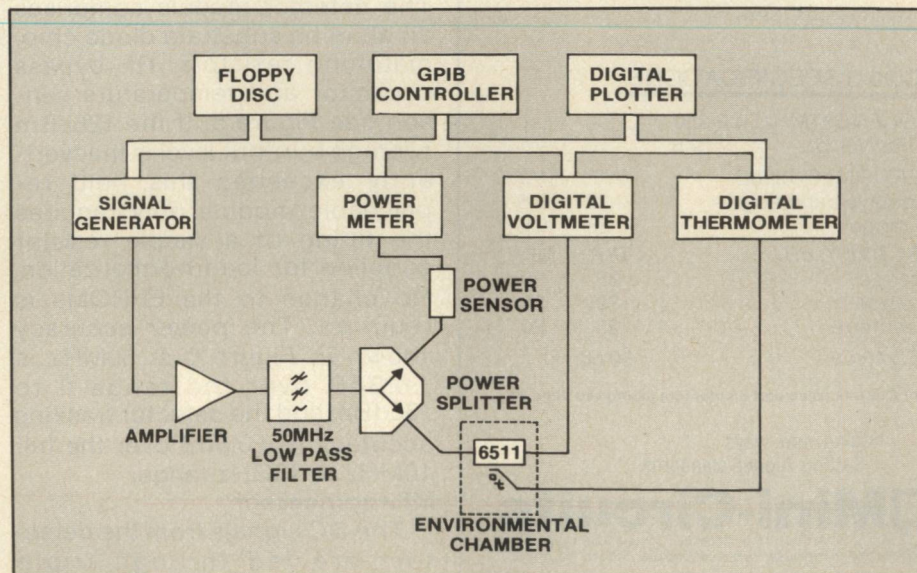 FLOPPY
DISC
GPIB
CONTROLLER
DIGITAL
PLOTTER
SIGNAL
GENERATOR
POWER
METER
DIGITAL
VOLTMETER
DIGITAL
THERMOMETER
POWER
SENSOR
POWER
SPLITTER
AMPLIFIER
50MHz
LOW PASS
FILTER
6511
ENVIRONMENTAL
CHAMBER